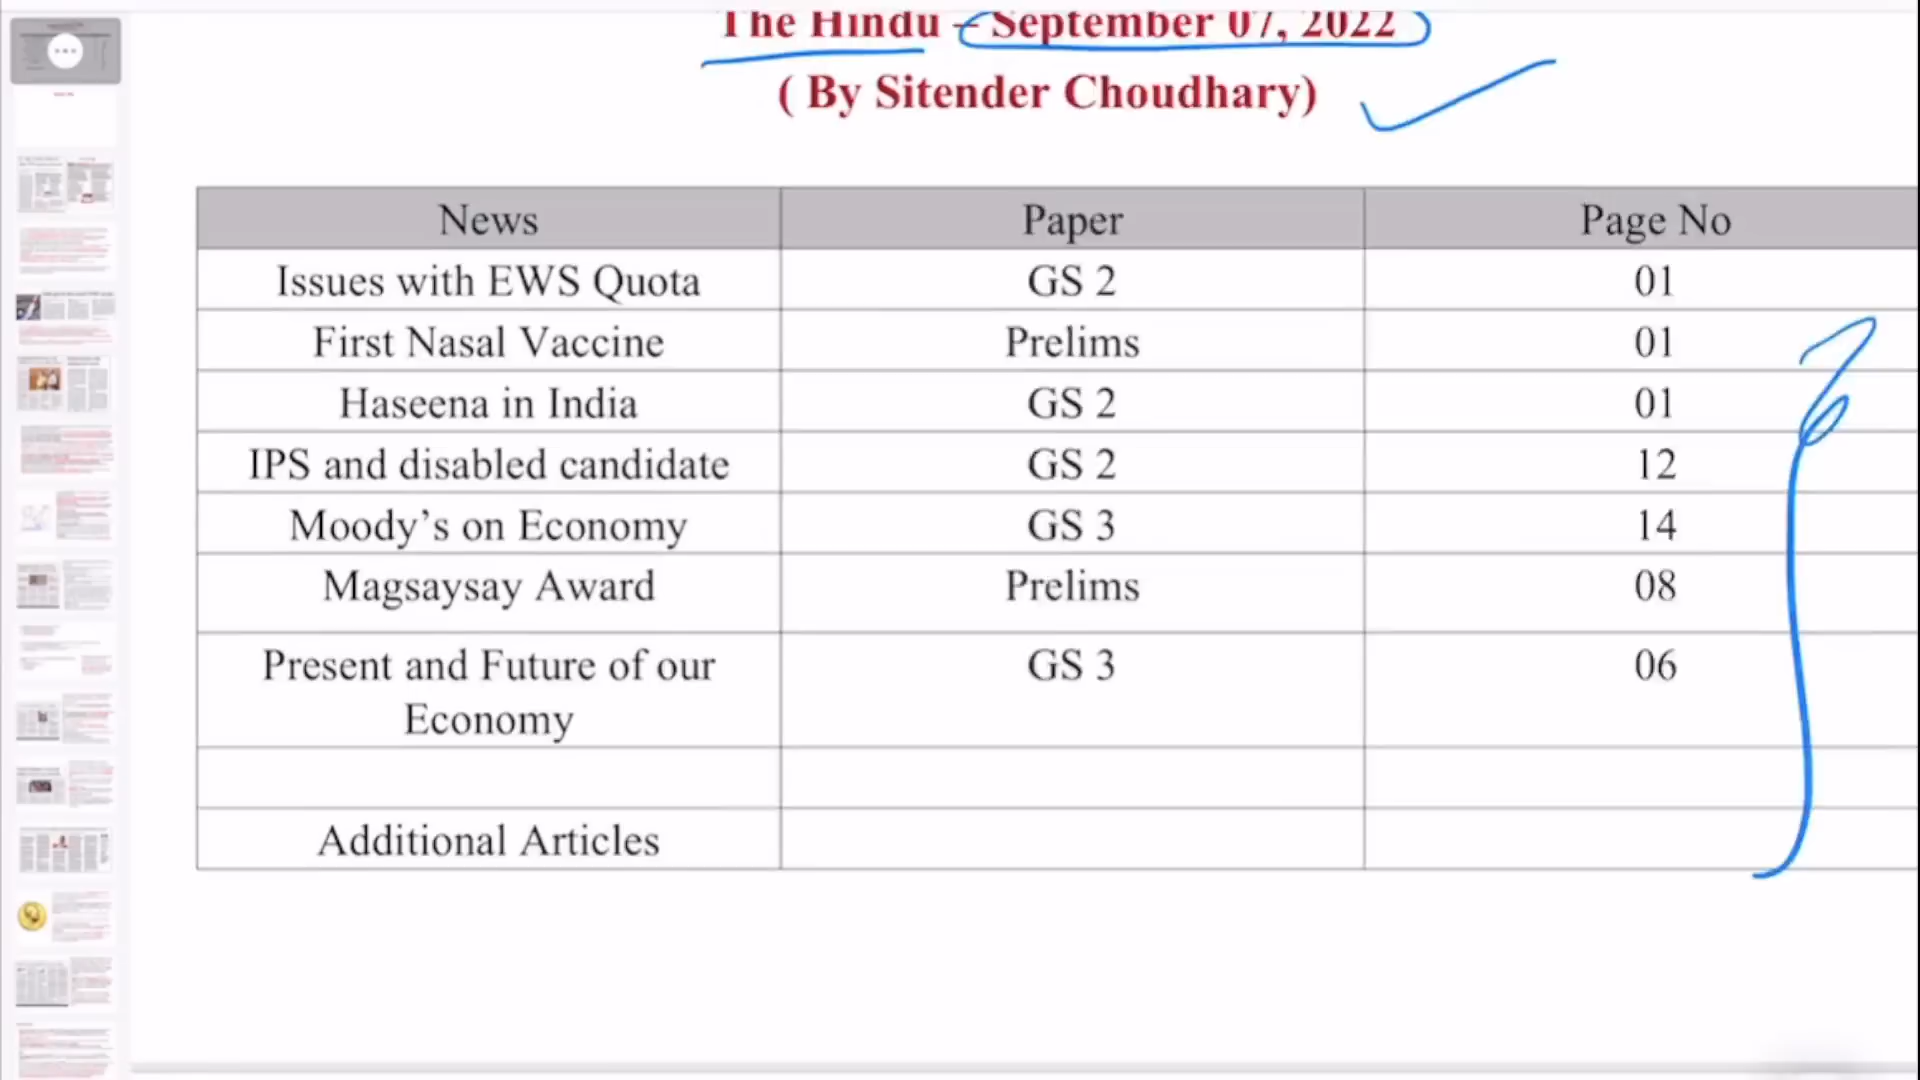 The Hindu – September 07, 2022
( By Sitender Choudhary)
News Paper Page No
Issues with EWS Quota GS 2 01
First Nasal Vaccine Prelims 01
Haseena in India GS 2 01
IPS and disabled candidate GS 2 12
Moody's on Economy GS 3 14
Magsaysay Award Prelims 08
Present and Future of our GS 3 06
Economy
Additional Articles